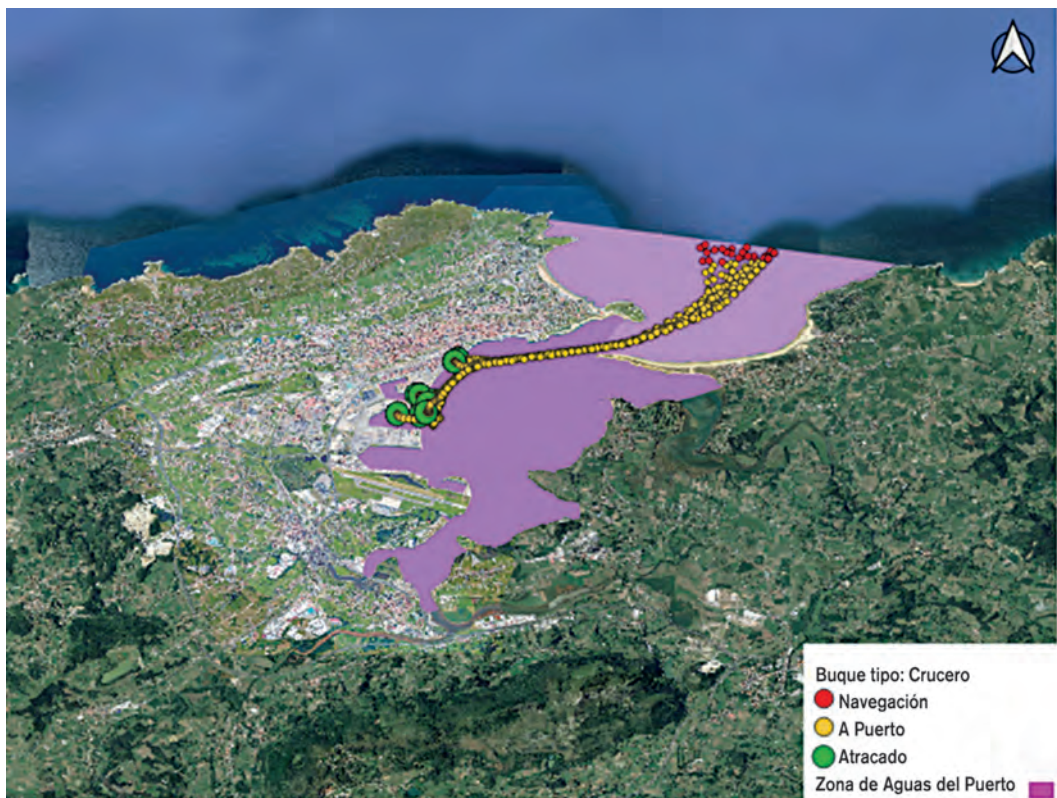 Buque tipo: Crucero
Navegación
A Puerto
Atracado
Zona de Aguas del Puerto